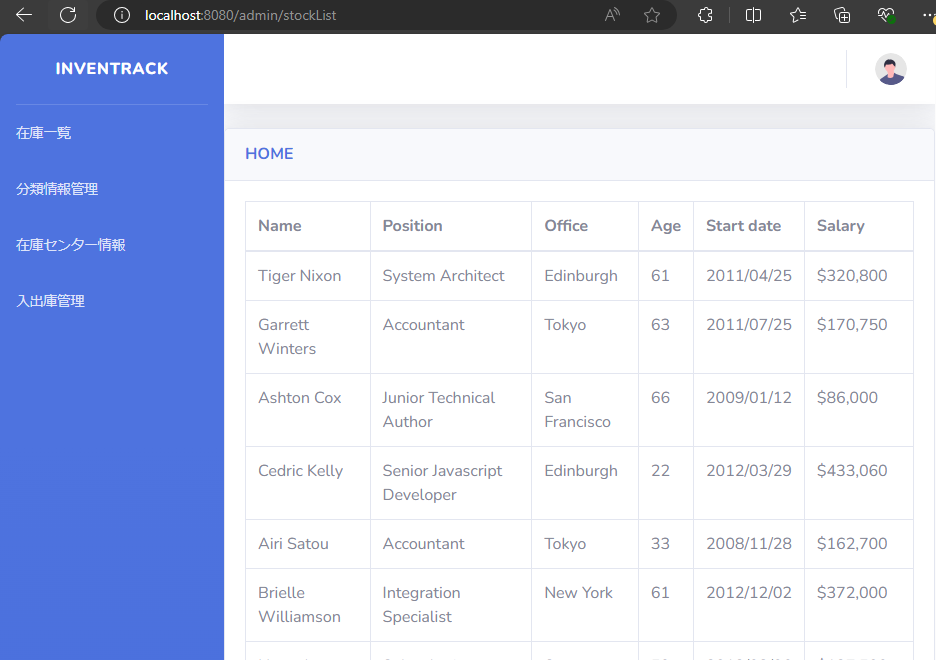 localhost:8080/admin/stockList
INVENTRACK
在庫一覧
分類情報管理
在庫センター情報
入出庫管理
HOME
Name Position Office Age Start date Salary
Tiger Nixon System Architect Edinburgh 61 2011/04/25 $320,800
Garrett Winters Accountant Tokyo 63 2011/07/25 $170,750
Ashton Cox Junior Technical Author San Francisco 66 2009/01/12 $86,000
Cedric Kelly Senior Javascript Developer Edinburgh 22 2012/03/29 $433,060
Airi Satou Accountant Tokyo 33 2008/11/28 $162,700
Brielle Williamson Integration Specialist New York 61 2012/12/02 $372,000